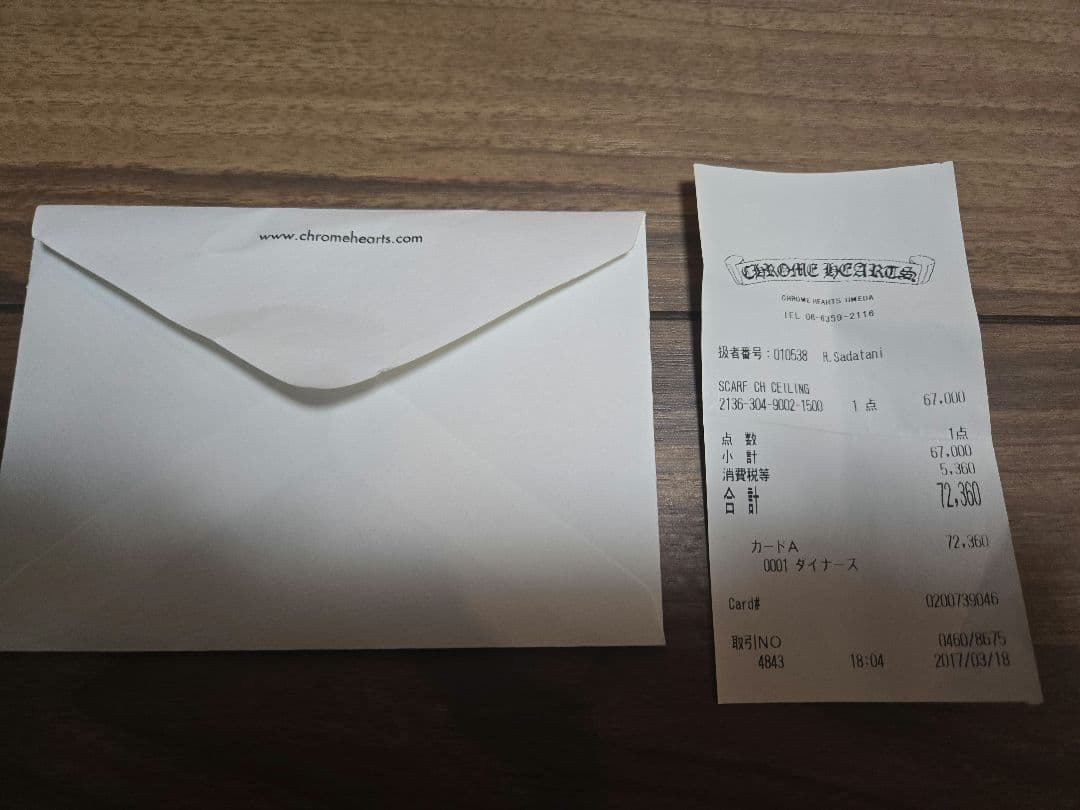 www.chromehearts.com
CHROME HEARTS
CHROME HEARTS UMEDA
TEL 06-6359-2116
扱者番号:010538 H.Sadatani
SCARF CH CEILING
2136-304-9002-1500 1 点 67,000
点 数 1点
小 計 67,000
消費税等 5,360
合 計 72,360
カードA 72,360
0001 ダイナース
Card# 0200739046
取引NO 0460/8675
4843 18:04 2017/03/18